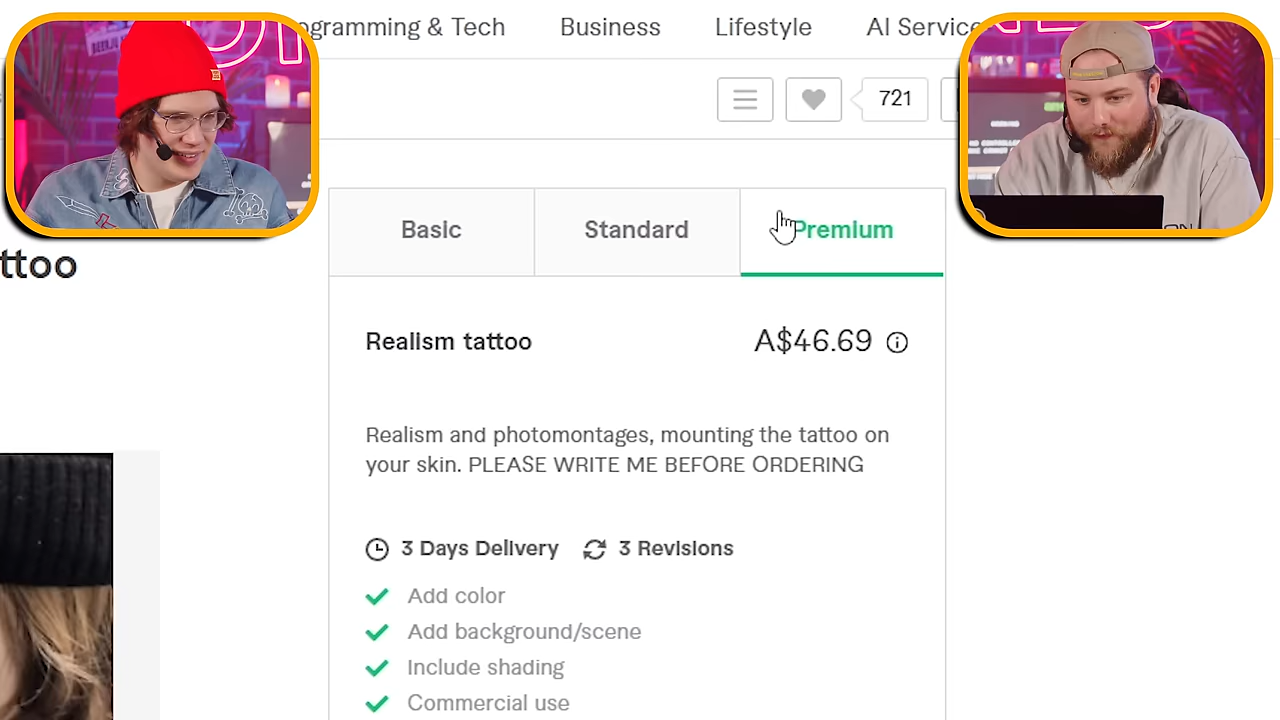 ogramming & Tech
Business
Lifestyle
AI Service
721
ttoo
Basic
Standard
Premium
Realism tattoo
A$46.69
Realism and photomontages, mounting the tattoo on
your skin. PLEASE WRITE ME BEFORE ORDERING
3 Days Delivery
3 Revisions
Add color
Add background/scene
Include shading
Commercial use